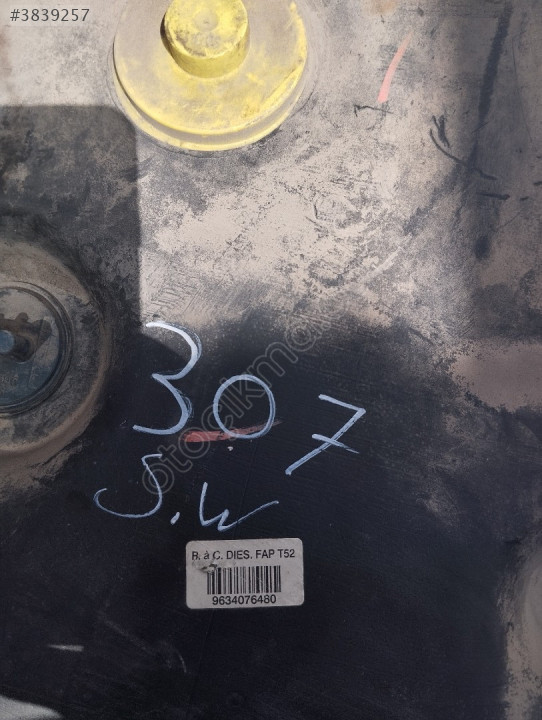 #3839257
307
S.W
R. à C. DIES. FAP T52
9634076480